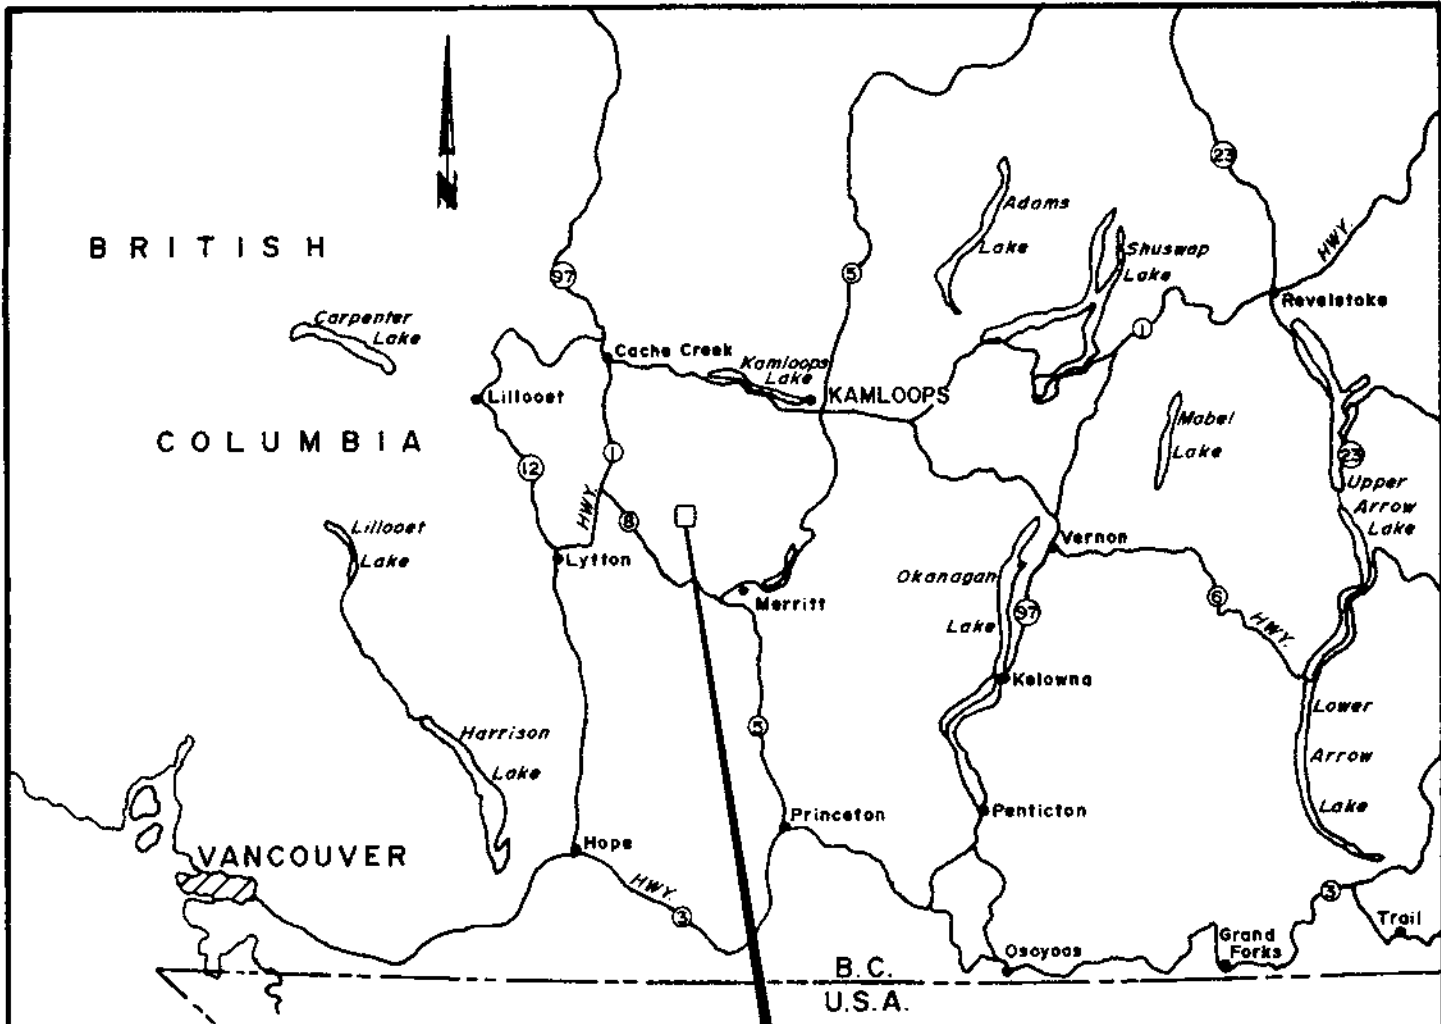 N
23
Adams
Lake
Shuswap
Lake
HWY.
BRITISH
97
5
Revelstoke
Carpenter
Lake
1
Cache Creek
Kamloops
Lake
Lillooet
KAMLOOPS
Mabel
Lake
COLUMBIA
12
1
23
Upper
Arrow
Lake
HWY.
8
Lillooet
Lake
Lytton
Vernon
Okanagan
Lake
97
Merritt
6
HWY.
Kelowna
Lower
Arrow
Lake
Harrison
Lake
5
Princeton
Penticton
Hope
VANCOUVER
HWY.
3
3
Trail
Grand
Forks
Osoyoos
B.C.
U.S.A.